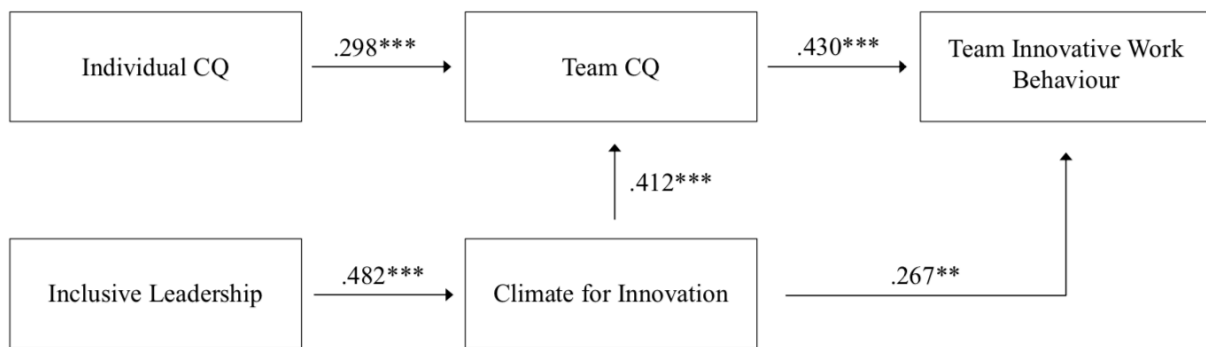 .298***
.430***
Individual CQ
Team CQ
Team Innovative Work
Behaviour
.412***
.482***
.267**
Inclusive Leadership
Climate for Innovation